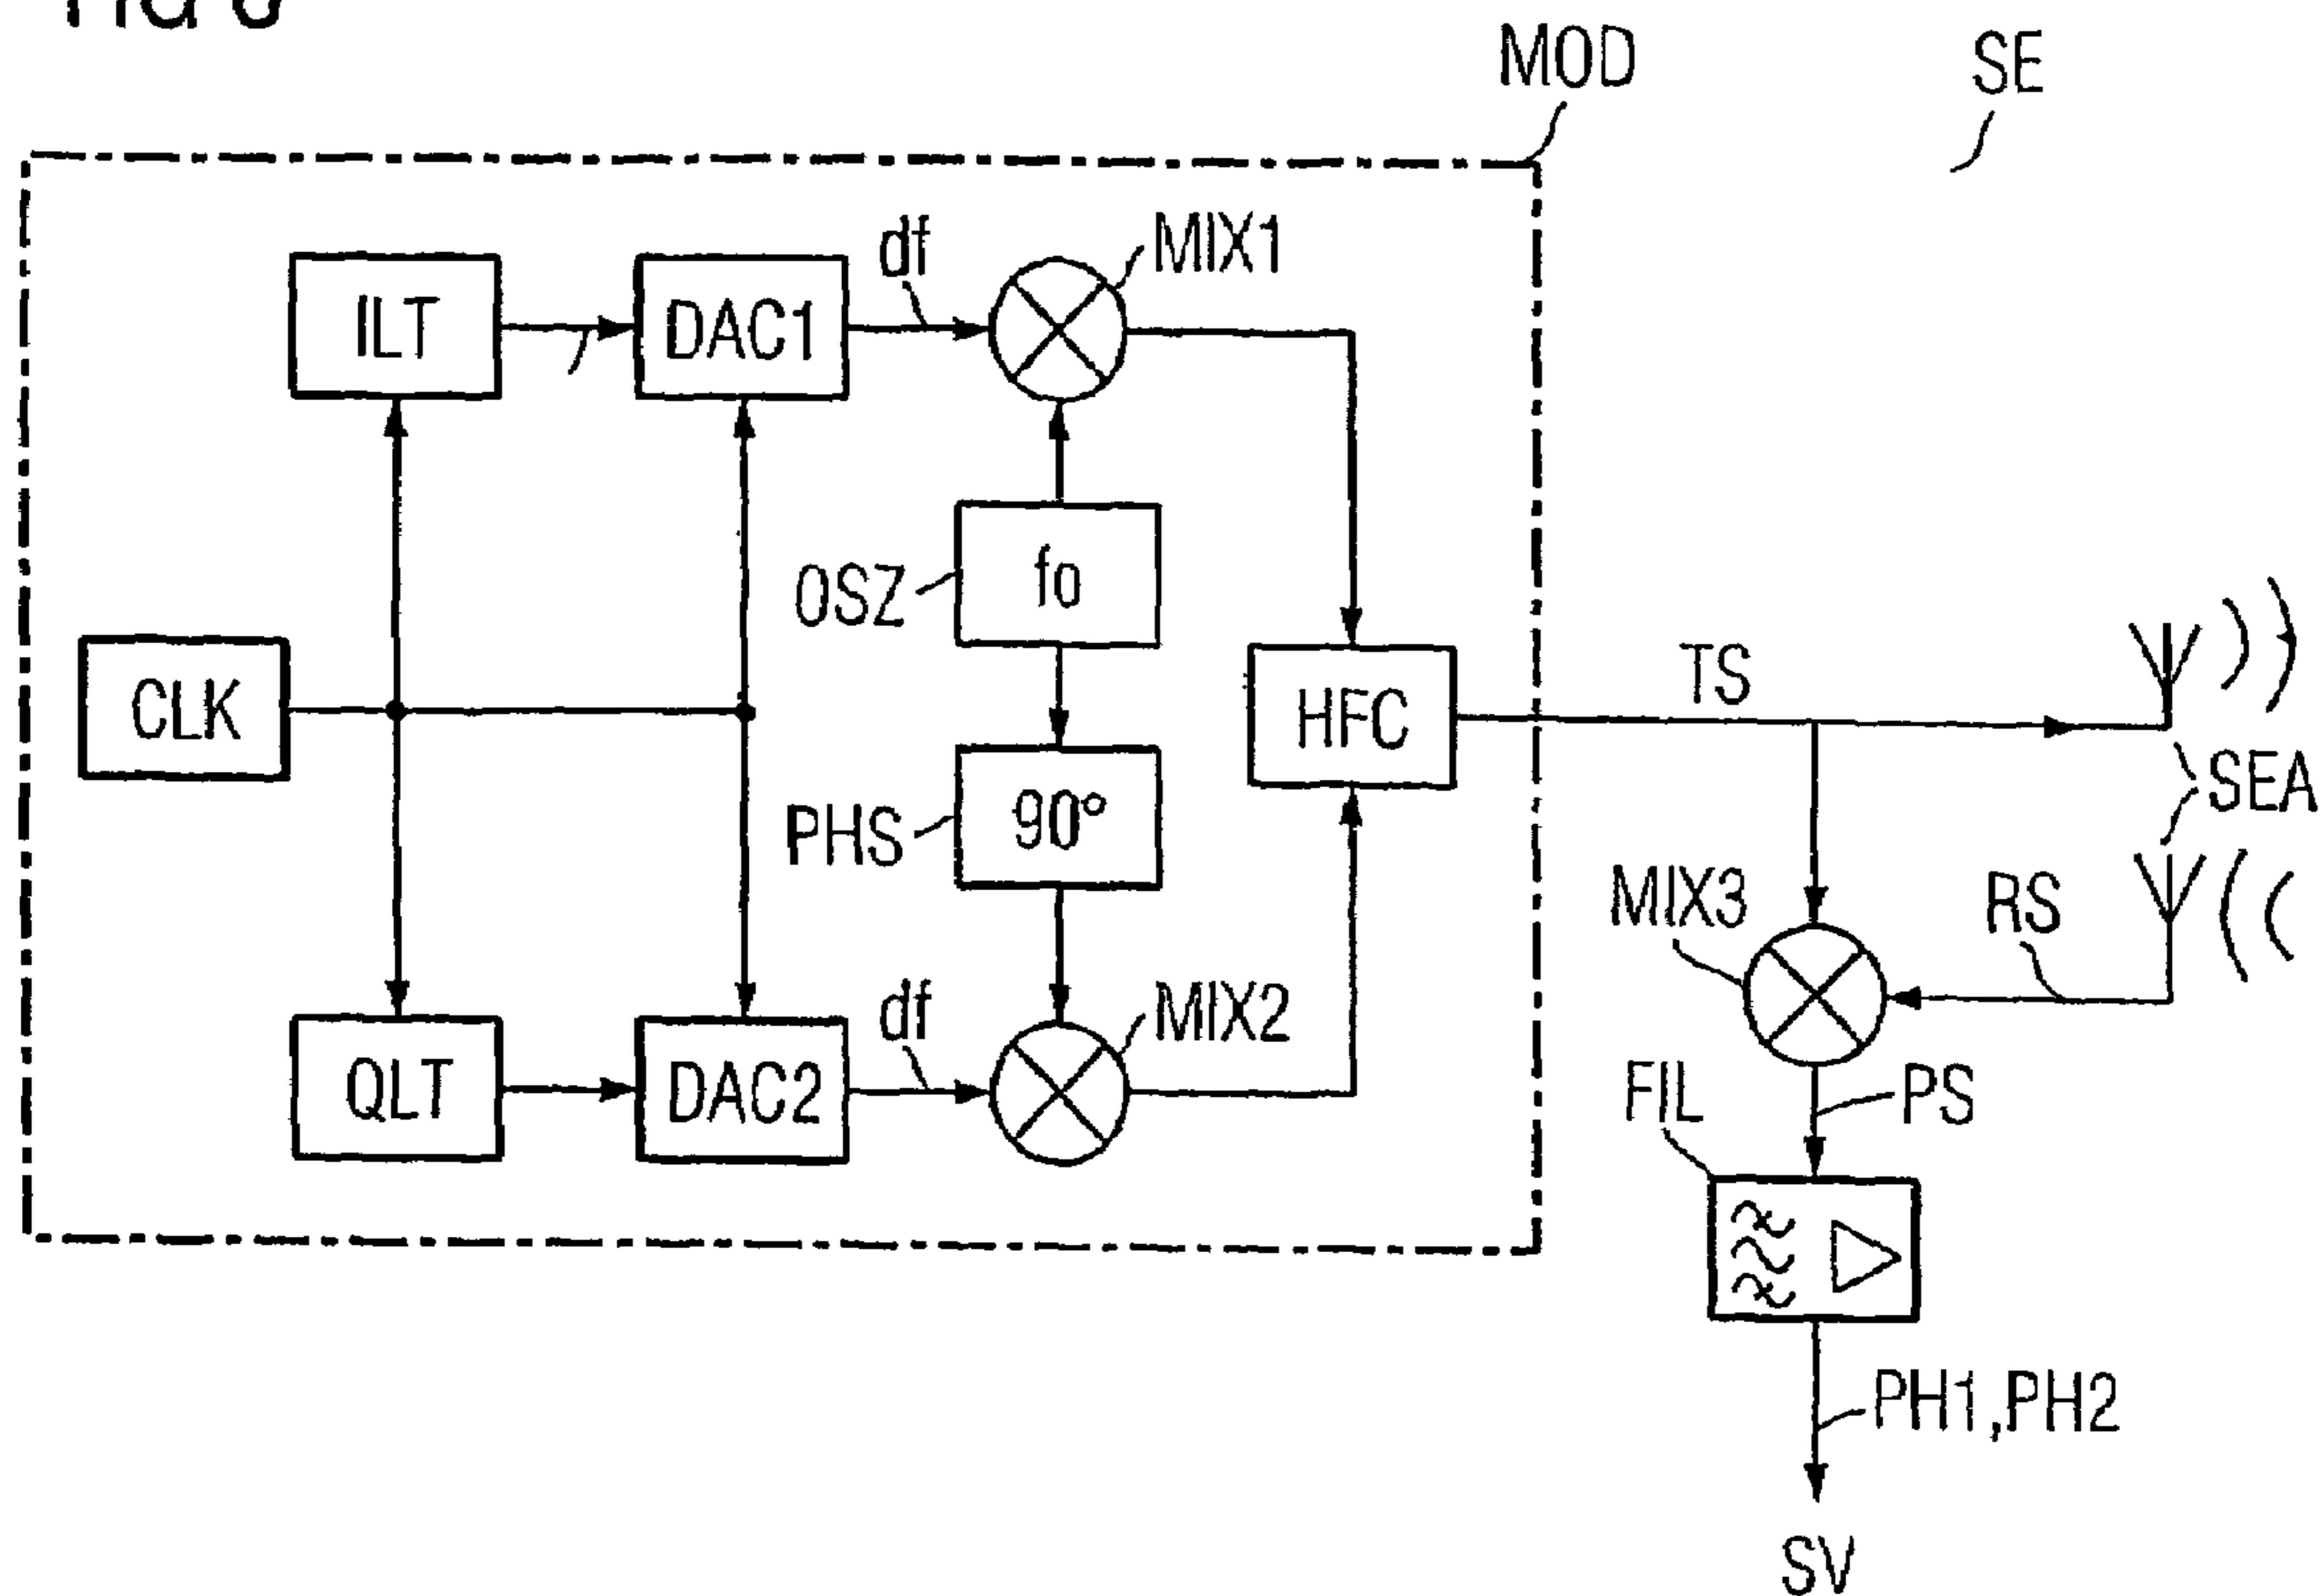 MOD
SE
df
MIX1
ILT
DAC1
OSZ
fo
CLK
TS
HFC
PHS
90°
SEA
MIX3
RS
df
MIX2
QLT
DAC2
FIL
PS
PH1,PH2
SV